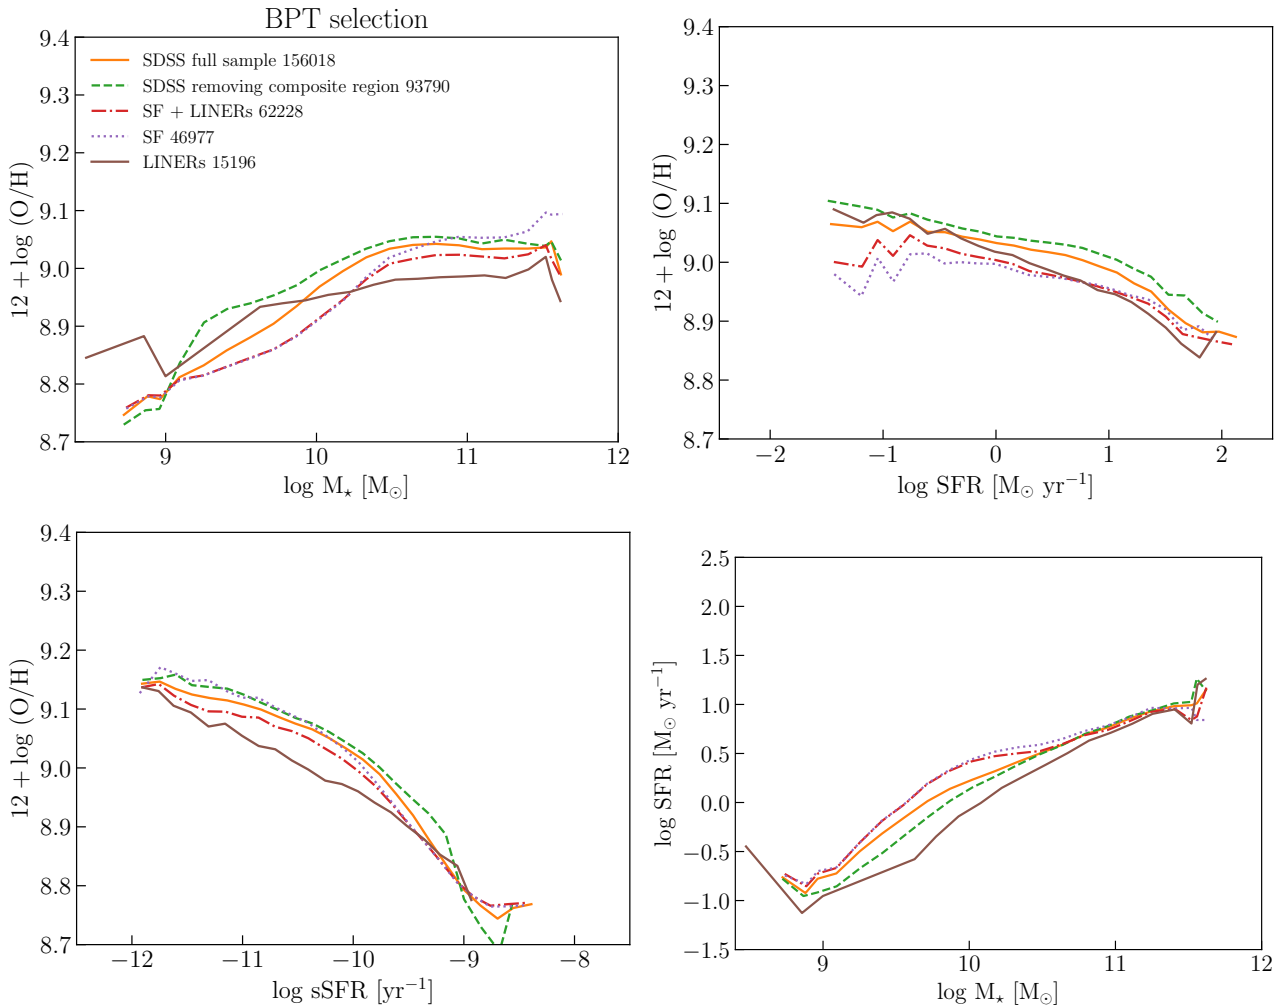 BPT selection
9.4
9.3
9.2
9.1
9.0
8.9
8.8
8.7
12 + log (O/H)
SDSS full sample 156018
SDSS removing composite region 93790
SF + LINERs 62228
SF 46977
LINERs 15196
9 10 11 12
log M⋆ [M⊙]
9.4
9.3
9.2
9.1
9.0
8.9
8.8
8.7
12 + log (O/H)
−2 −1 0 1 2
log SFR [M⊙ yr⁻¹]
9.4
9.3
9.2
9.1
9.0
8.9
8.8
8.7
12 + log (O/H)
−12 −11 −10 −9 −8
log sSFR [yr⁻¹]
2.5
2.0
1.5
1.0
0.5
0.0
−0.5
−1.0
−1.5
log SFR [M⊙ yr⁻¹]
9 10 11 12
log M⋆ [M⊙]